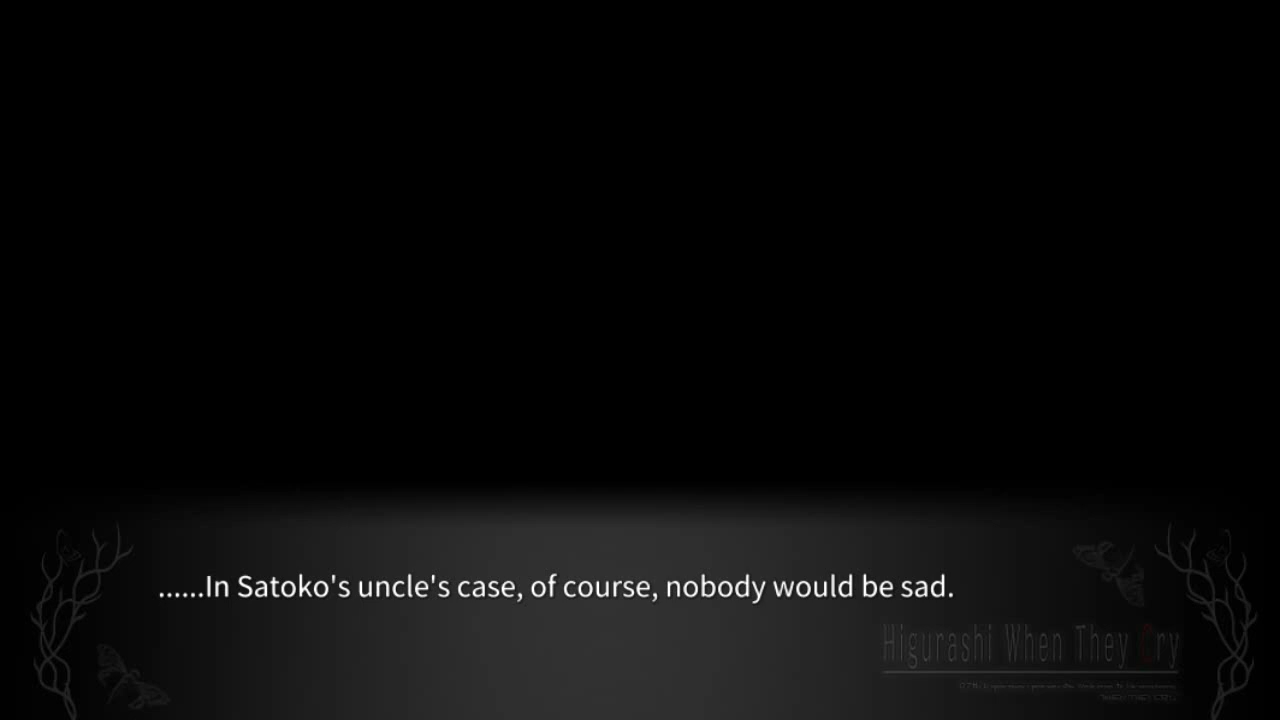 ......In Satoko's uncle's case, of course, nobody would be sad.
Higurashi When They Cry